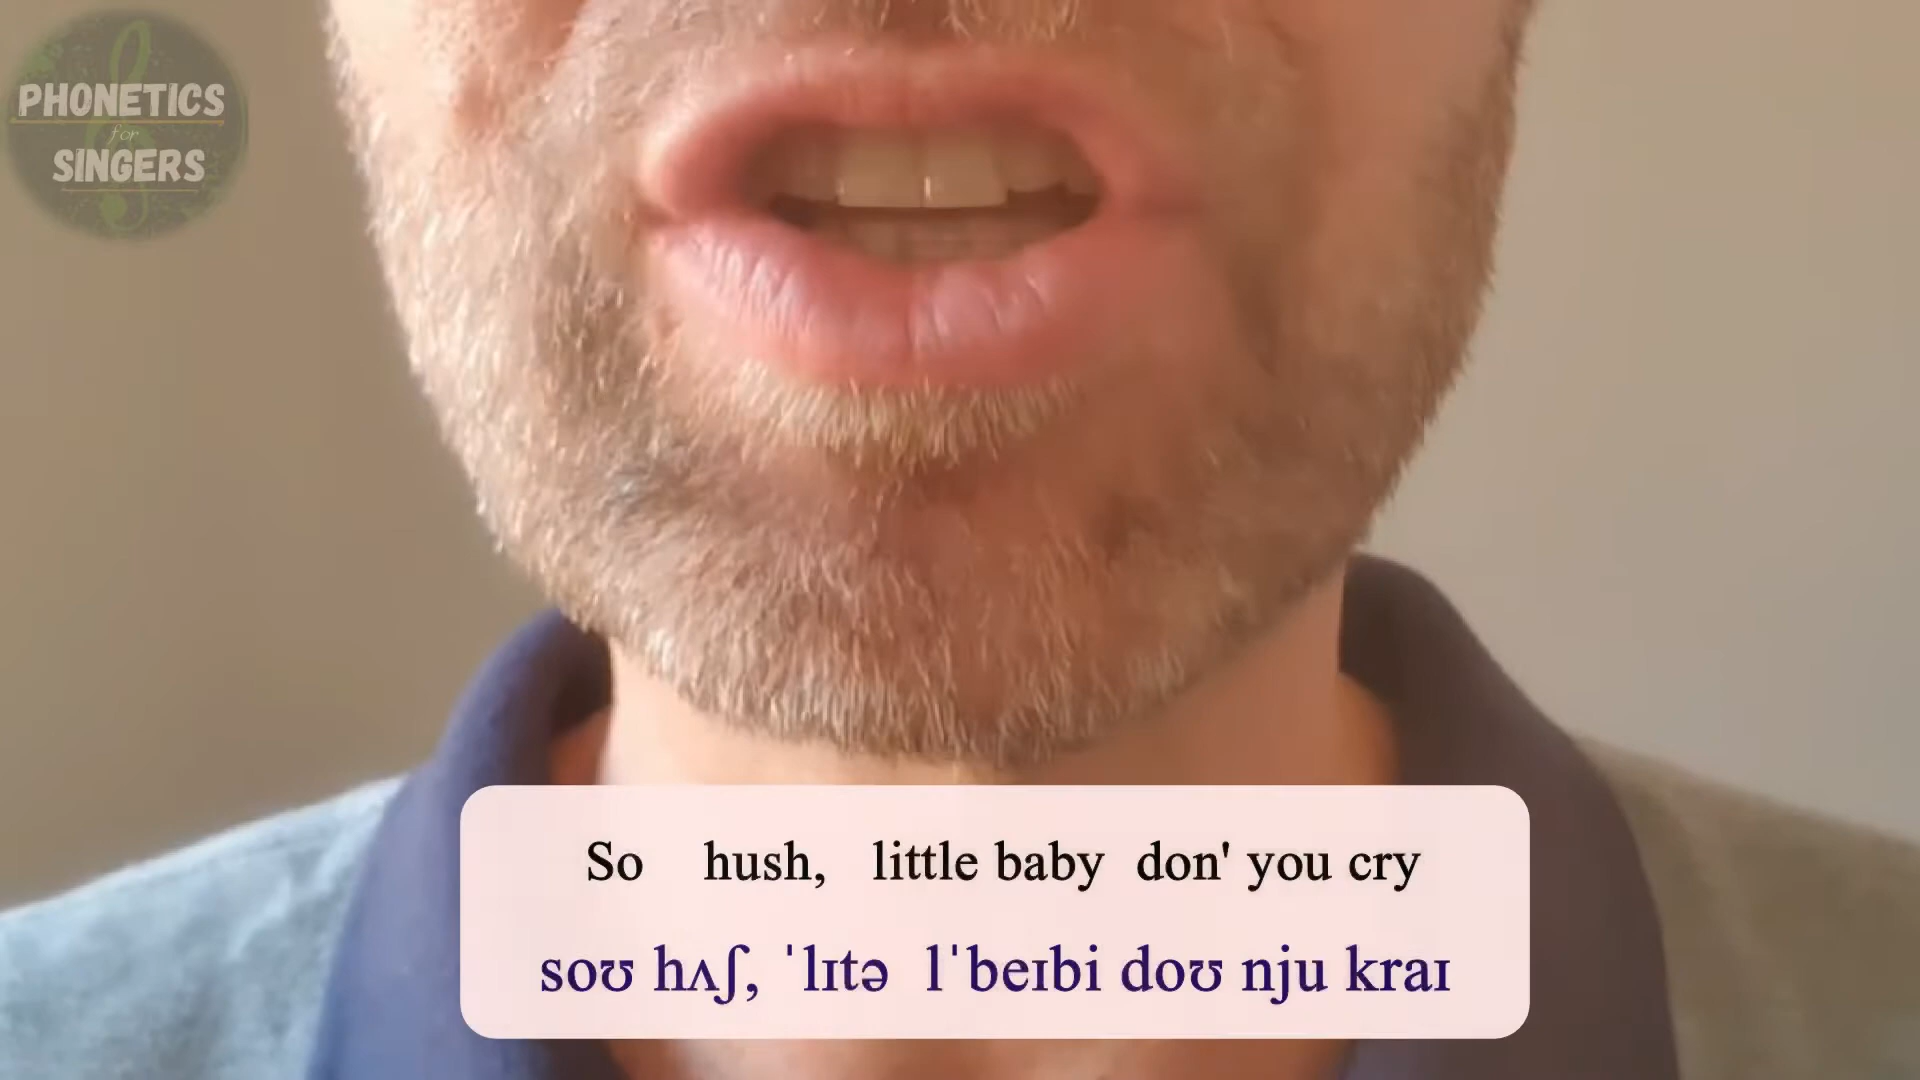 PHONETICS
for
SINGERS
So hush, little baby don' you cry
soʊ hʌʃ, ˈlɪtə lˈbeɪbi doʊ nju kraɪ